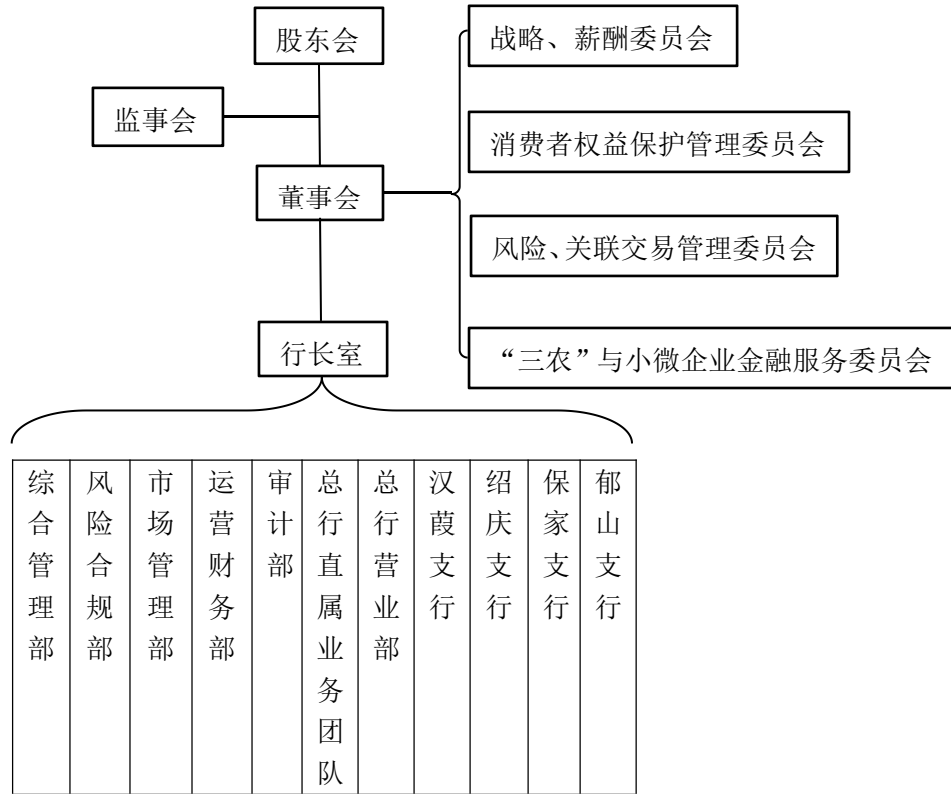 股东会
战略、薪酬委员会
监事会
消费者权益保护管理委员会
董事会
风险、关联交易管理委员会
行长室
“三农”与小微企业金融服务委员会
综合管理部
风险合规部
市场管理部
运营财务部
审计部
总行直属业务团队
总行营业部
汉葭支行
绍庆支行
保家支行
郁山支行